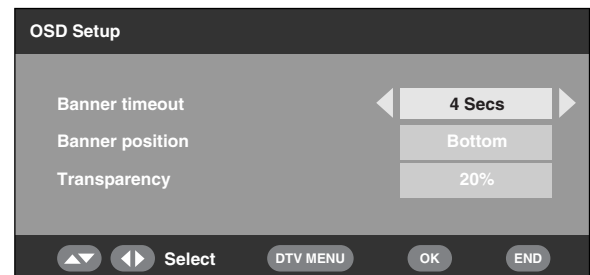 OSD Setup
Banner timeout 4 Secs
Banner position Bottom
Transparency 20%
Select DTV MENU OK END